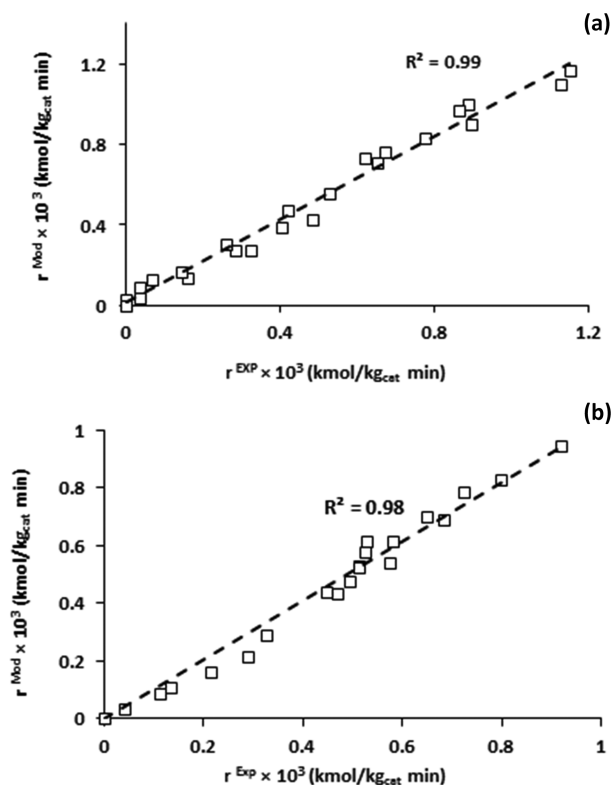 (a)
R² = 0.99
1.2
0.8
0.4
0
r ᴹᵒᵈ × 10³ (kmol/kg_cat min)
0 0.4 0.8 1.2
r ᴱˣᴾ × 10³ (kmol/kg_cat min)
(b)
R² = 0.98
1
0.8
0.6
0.4
0.2
0
r ᴹᵒᵈ × 10³ (kmol/kg_cat min)
0 0.2 0.4 0.6 0.8 1
r ᴱˣᵖ × 10³ (kmol/kg_cat min)